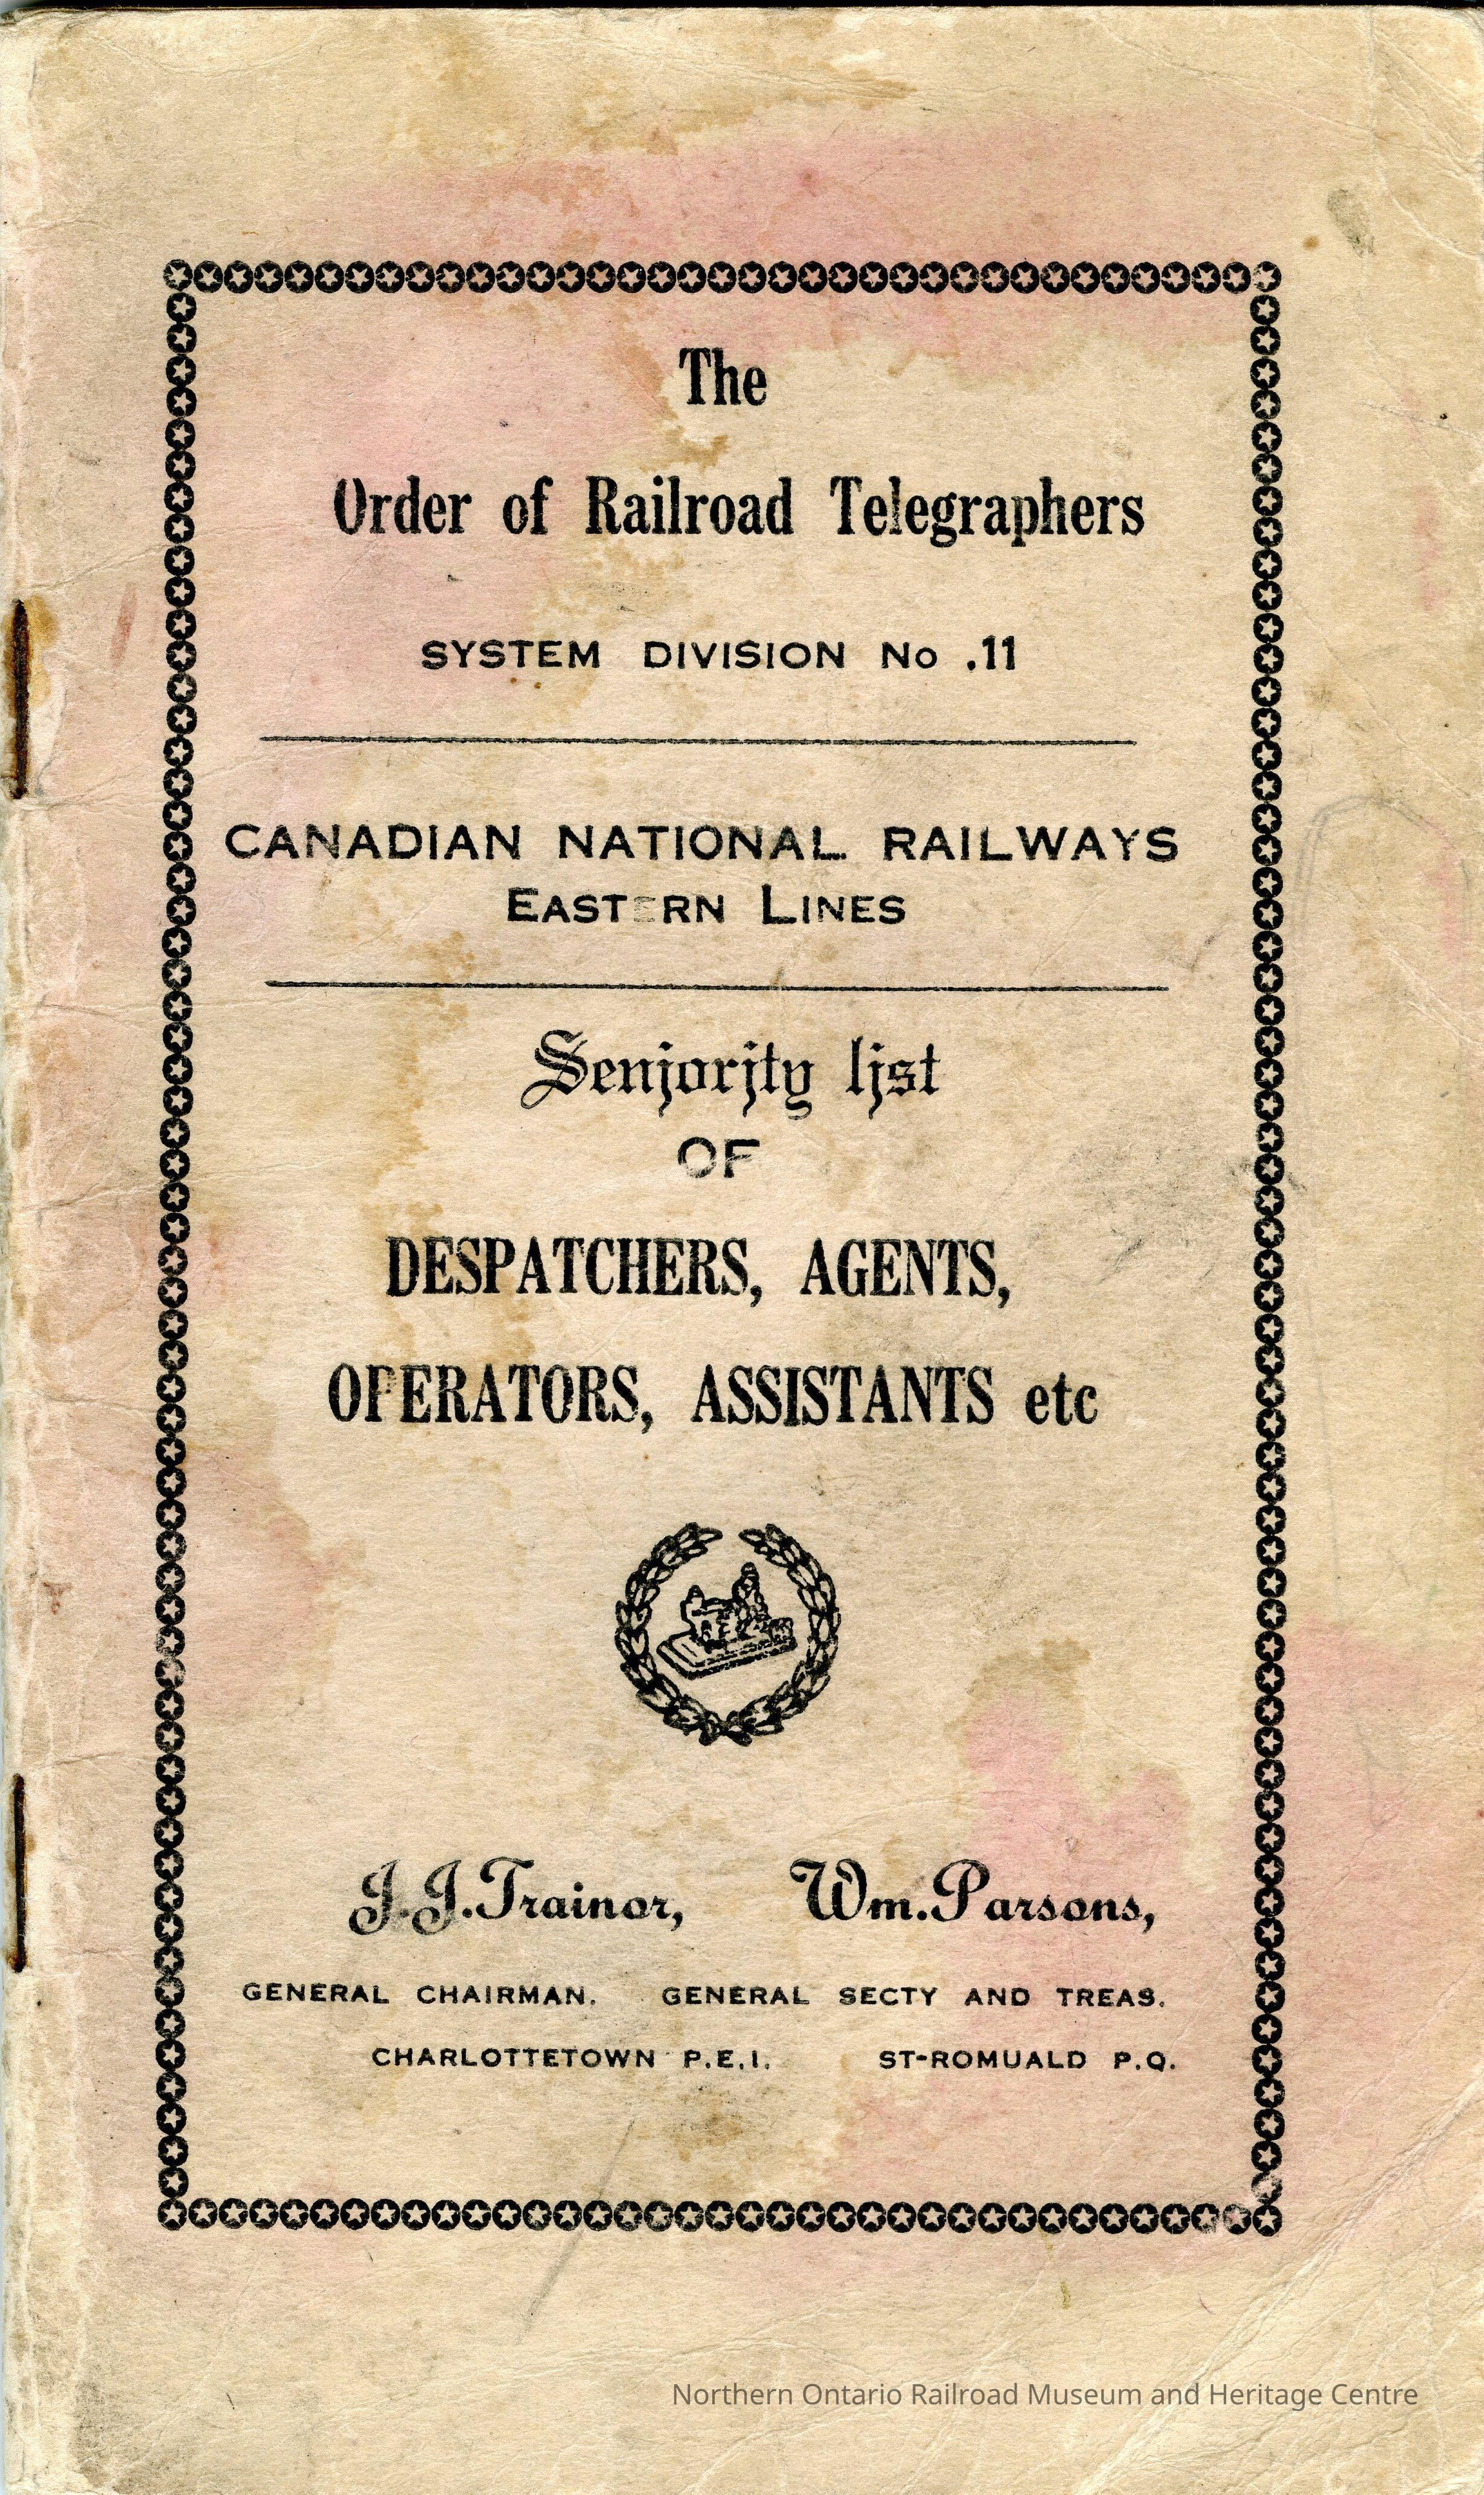 The
Order of Railroad Telegraphers
SYSTEM DIVISION No .11
CANADIAN NATIONAL RAILWAYS
EASTERN LINES
Seniority list
OF
DESPATCHERS, AGENTS,
OPERATORS, ASSISTANTS etc
J.J.Trainor, Wm.Parsons,
GENERAL CHAIRMAN. GENERAL SECTY AND TREAS.
CHARLOTTETOWN P.E.I. ST-ROMUALD P.Q.
Northern Ontario Railroad Museum and Heritage Centre